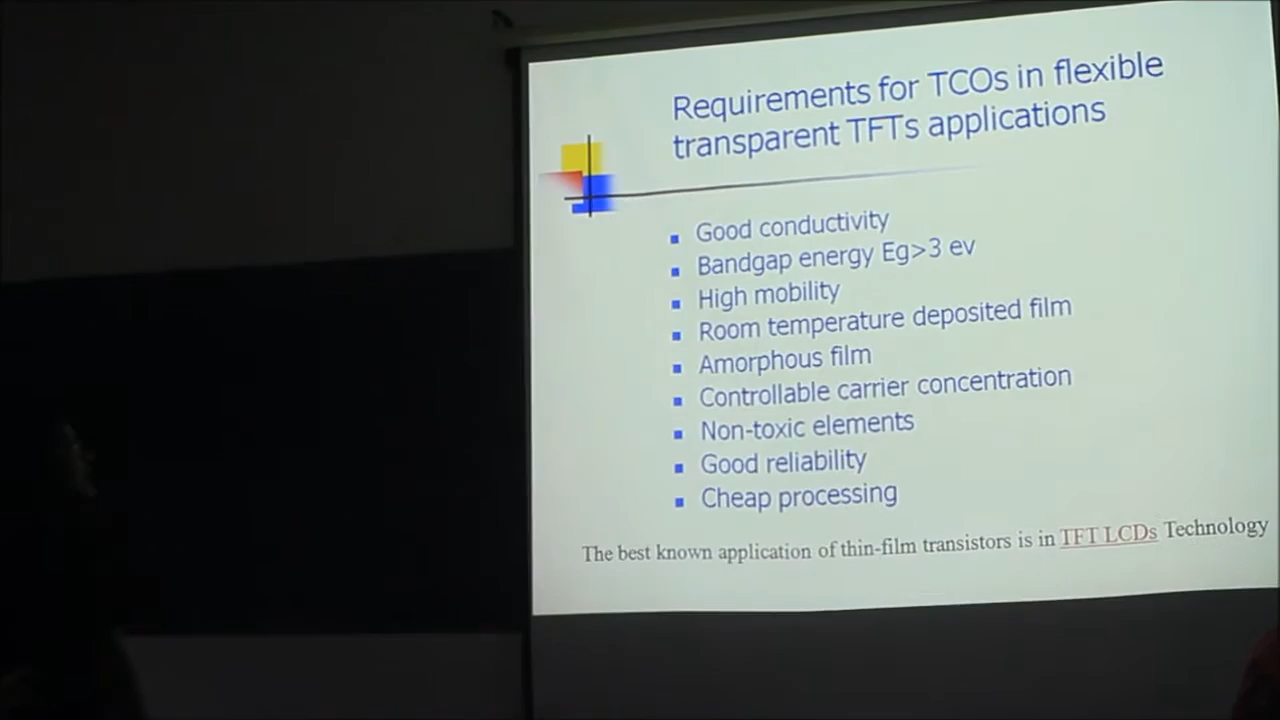 Requirements for TCOs in flexible
transparent TFTs applications
Good conductivity
Bandgap energy Eg>3 ev
High mobility
Room temperature deposited film
Amorphous film
Controllable carrier concentration
Non-toxic elements
Good reliability
Cheap processing
The best known application of thin-film transistors is in TFT LCDs Technology